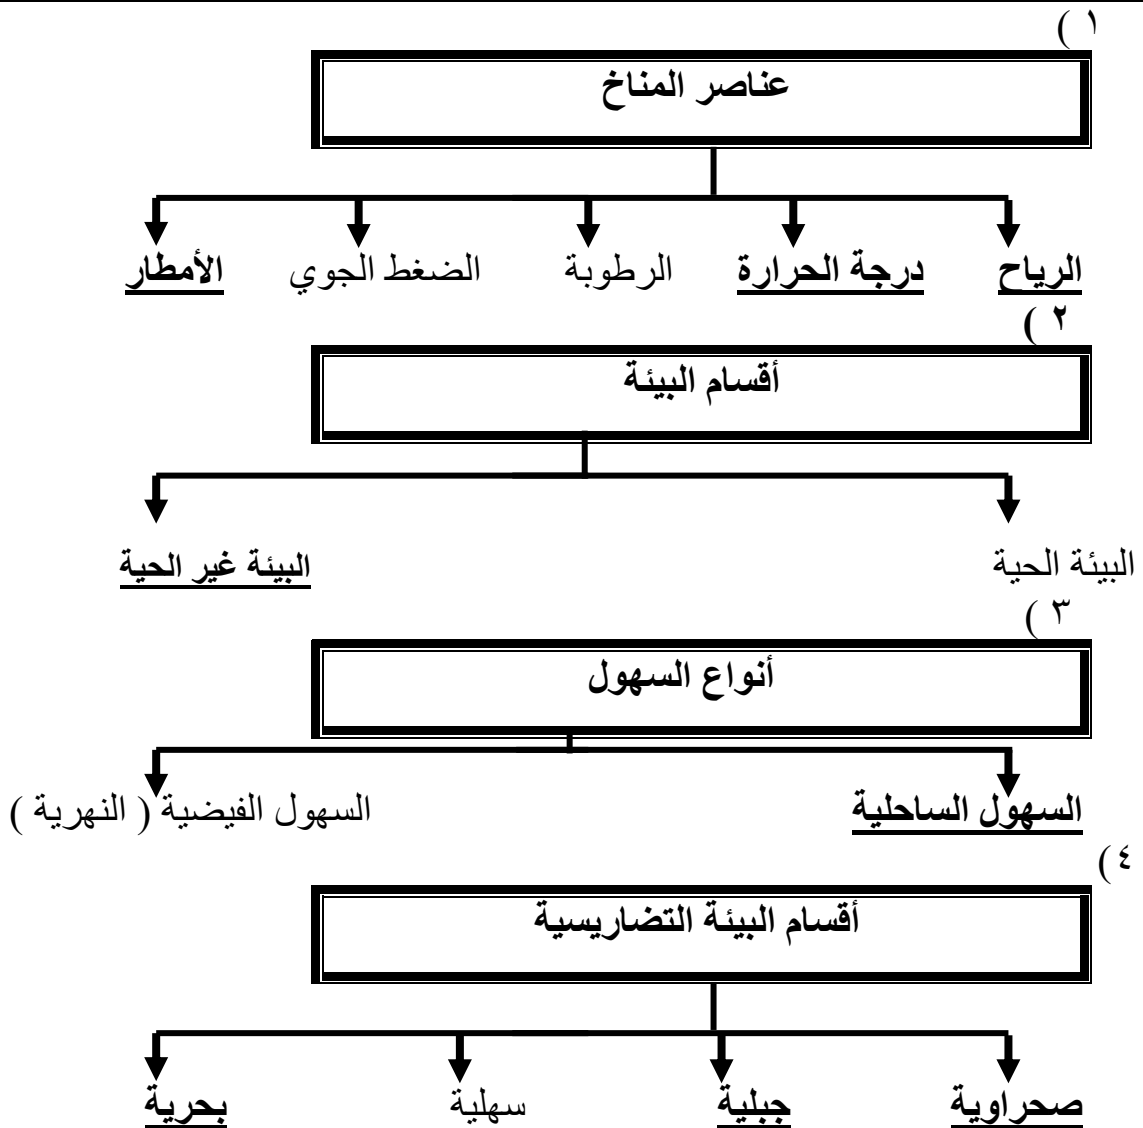 ١ )
عناصر المناخ
الرياح درجة الحرارة الرطوبة الضغط الجوي الأمطار
٢ )
أقسام البيئة
البيئة الحية البيئة غير الحية
٣ )
أنواع السهول
السهول الساحلية السهول الفيضية ( النهرية )
٤)
أقسام البيئة التضاريسية
صحراوية جبلية سهلية بحرية